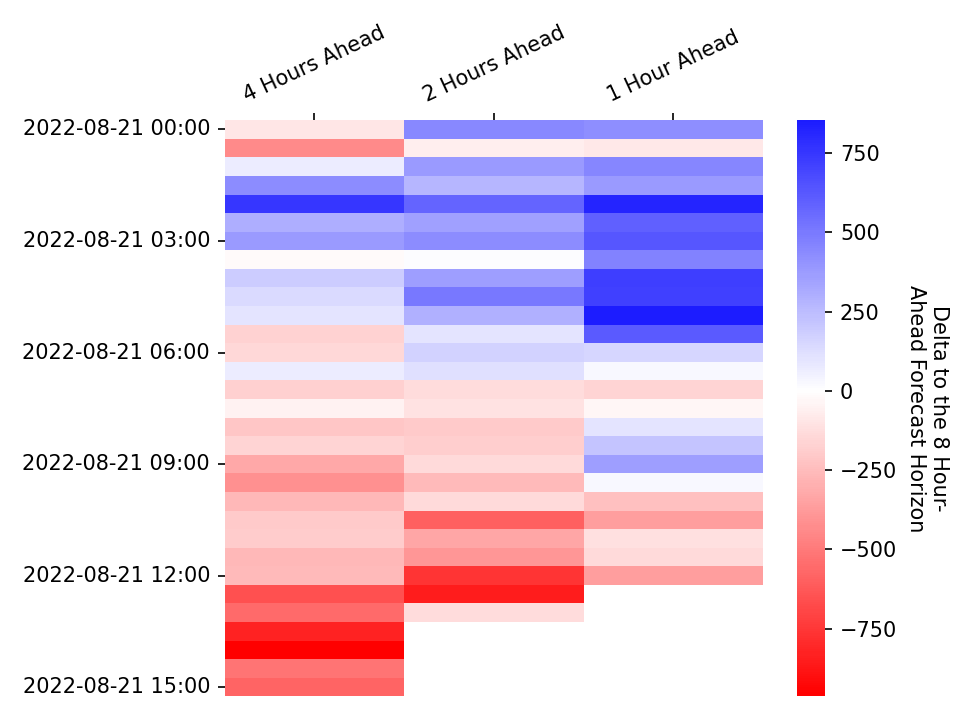 4 Hours Ahead
2 Hours Ahead
1 Hour Ahead
2022-08-21 00:00
2022-08-21 03:00
2022-08-21 06:00
2022-08-21 09:00
2022-08-21 12:00
2022-08-21 15:00
750
500
250
0
−250
−500
−750
Delta to the 8 Hour-
Ahead Forecast Horizon